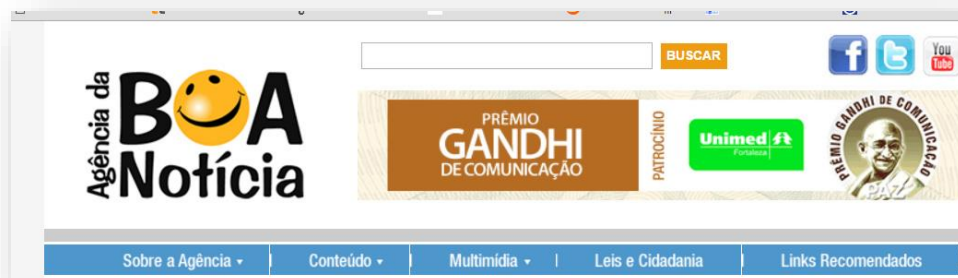 BUSCAR
f
t
You
Tube
Agência da
BOA
Notícia
PRÊMIO
GANDHI
DE COMUNICAÇÃO
PATROCÍNIO
Unimed
Fortaleza
PRÊMIO GANDHI DE COMUNICAÇÃO
PAZ
Sobre a Agência
Conteúdo
Multimídia
Leis e Cidadania
Links Recomendados